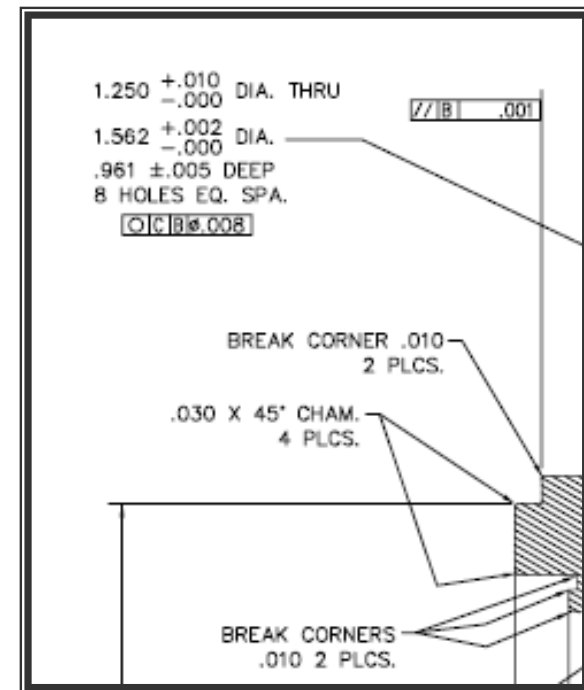 1.250 +.010 -.000 DIA. THRU
// B .001
1.562 +.002 -.000 DIA.
.961 ±.005 DEEP
8 HOLES EQ. SPA.
○ C B ⌀.008
BREAK CORNER .010
2 PLCS.
.030 X 45° CHAM.
4 PLCS.
BREAK CORNERS
.010 2 PLCS.